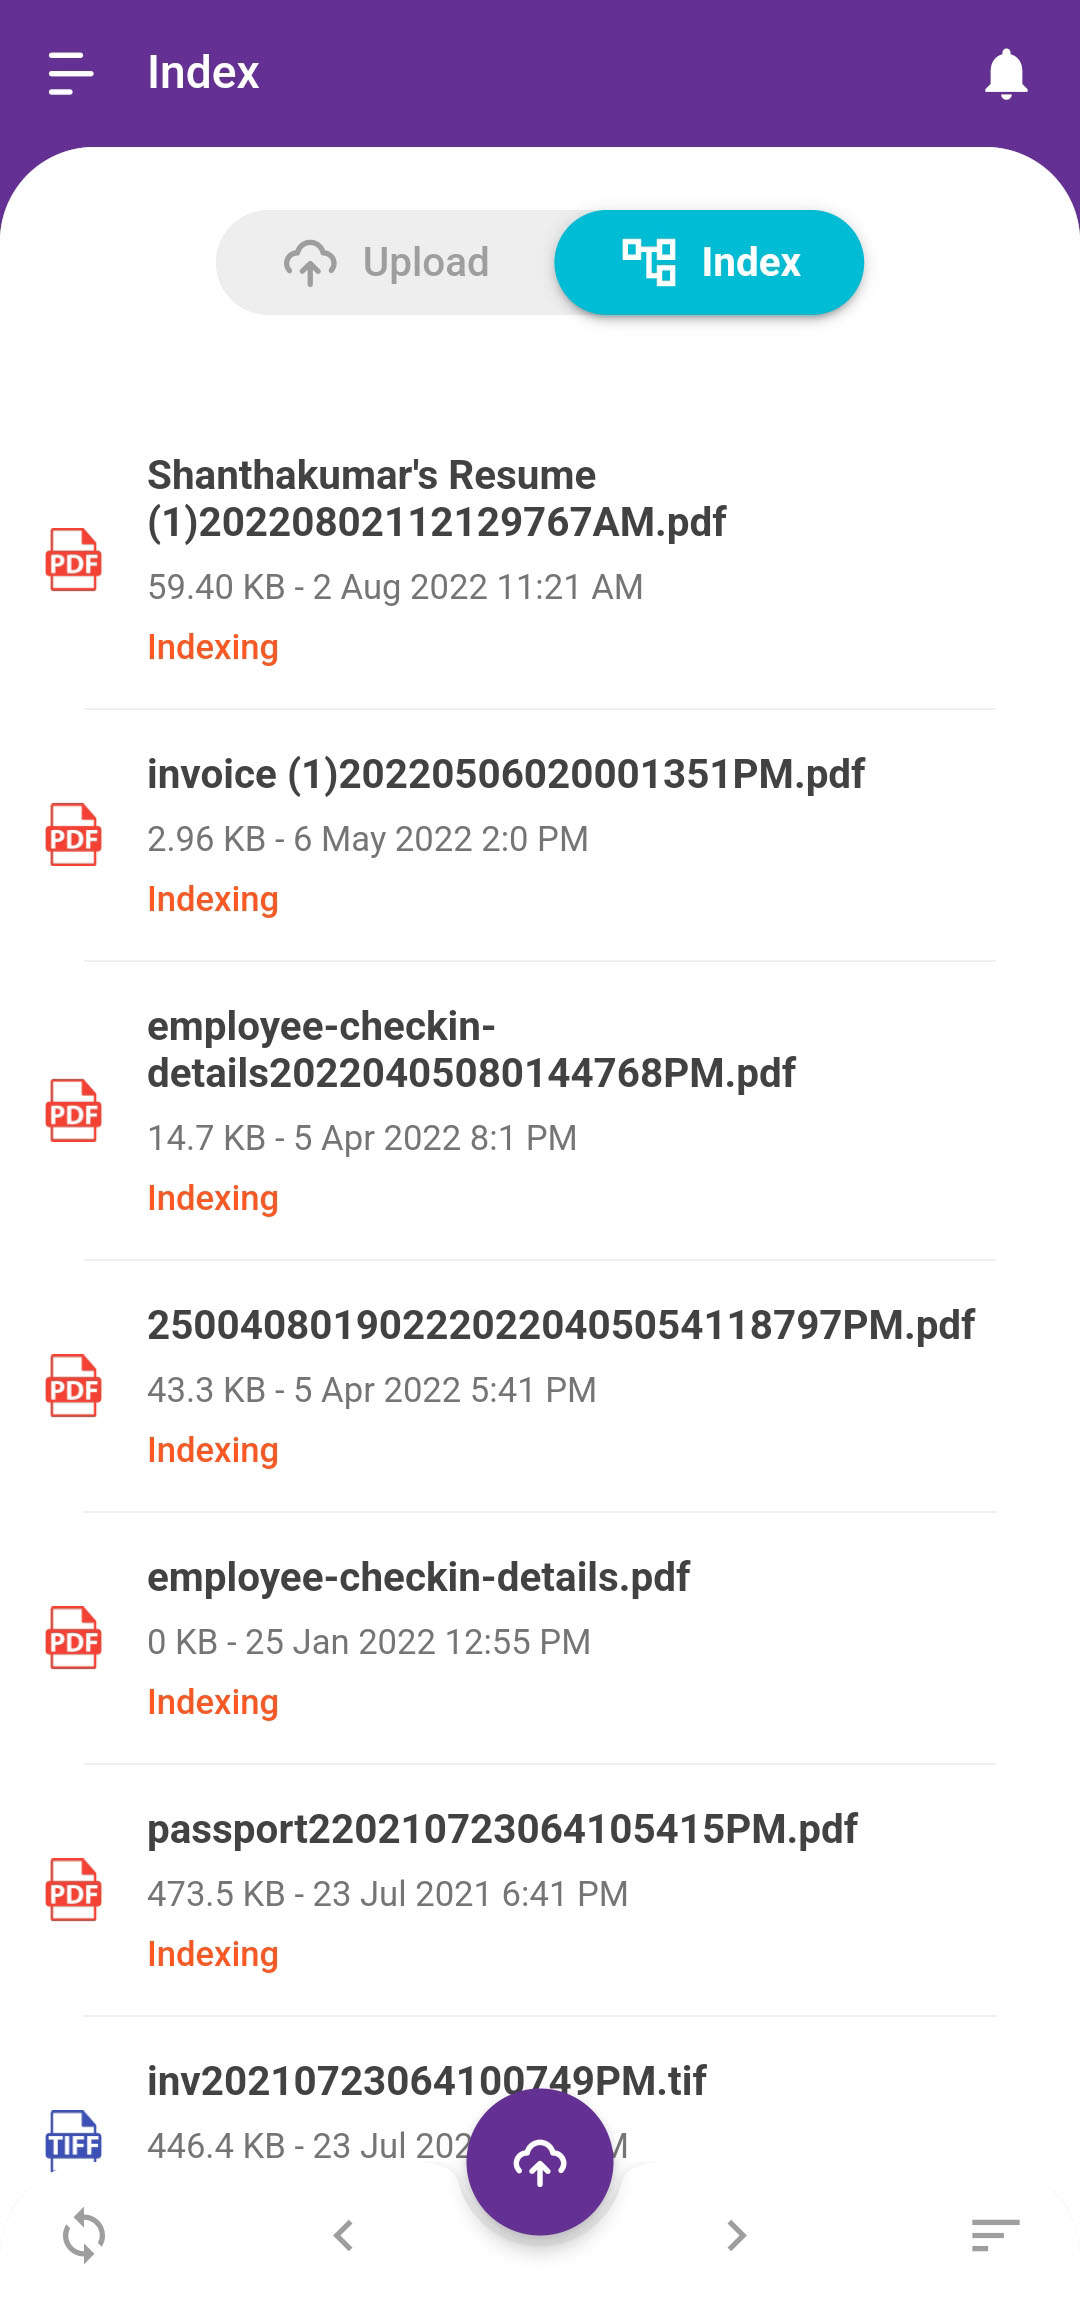 Index
Upload
Index
Shanthakumar's Resume
(1)20220802112129767AM.pdf
PDF
59.40 KB - 2 Aug 2022 11:21 AM
Indexing
invoice (1)20220506020001351PM.pdf
PDF
2.96 KB - 6 May 2022 2:0 PM
Indexing
employee-checkin-
details20220405080144768PM.pdf
PDF
14.7 KB - 5 Apr 2022 8:1 PM
Indexing
250040801902220220405054118797PM.pdf
PDF
43.3 KB - 5 Apr 2022 5:41 PM
Indexing
employee-checkin-details.pdf
PDF
0 KB - 25 Jan 2022 12:55 PM
Indexing
passport220210723064105415PM.pdf
PDF
473.5 KB - 23 Jul 2021 6:41 PM
Indexing
inv20210723064100749PM.tif
TIFF
446.4 KB - 23 Jul